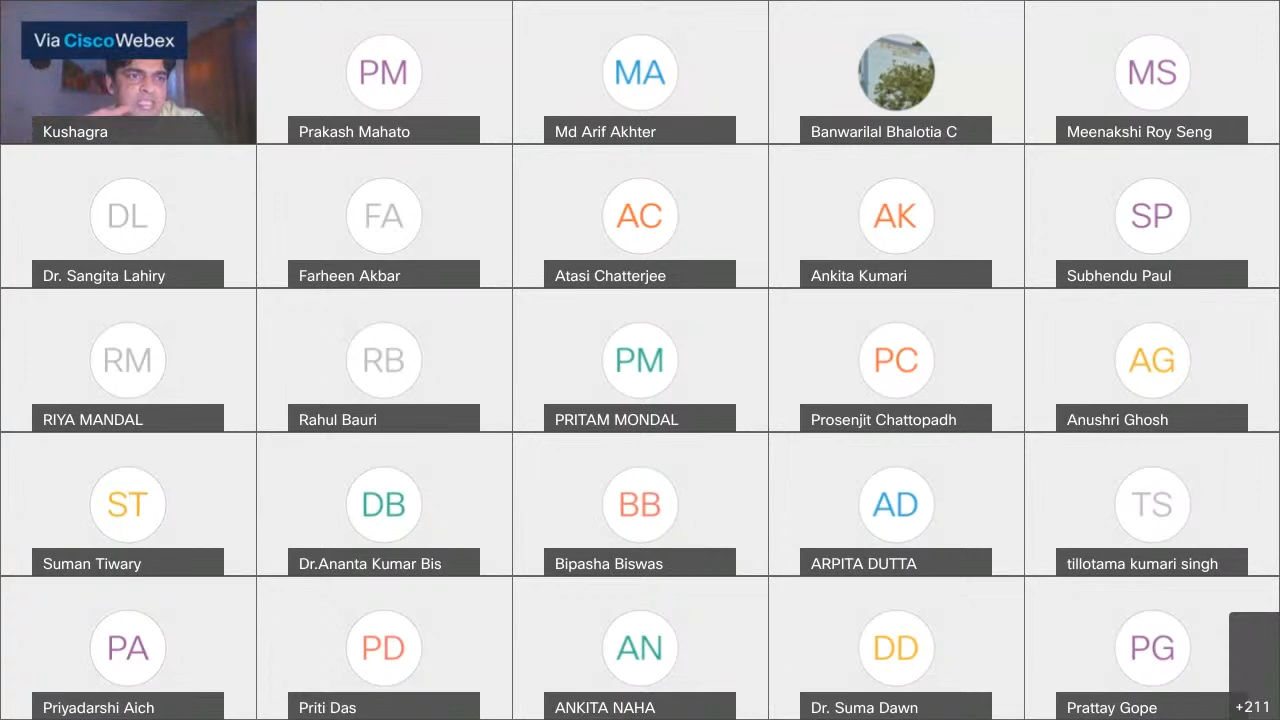 Via CiscoWebex
PM
MA
MS
Kushagra
Prakash Mahato
Md Arif Akhter
Banwarilal Bhalotia C
Meenakshi Roy Seng
DL
FA
AC
AK
SP
Dr. Sangita Lahiry
Farheen Akbar
Atasi Chatterjee
Ankita Kumari
Subhendu Paul
RM
RB
PM
PC
AG
RIYA MANDAL
Rahul Bauri
PRITAM MONDAL
Prosenjit Chattopadh
Anushri Ghosh
ST
DB
BB
AD
TS
Suman Tiwary
Dr.Ananta Kumar Bis
Bipasha Biswas
ARPITA DUTTA
tillotama kumari singh
PA
PD
AN
DD
PG
Priyadarshi Aich
Priti Das
ANKITA NAHA
Dr. Suma Dawn
Prattay Gope
+211